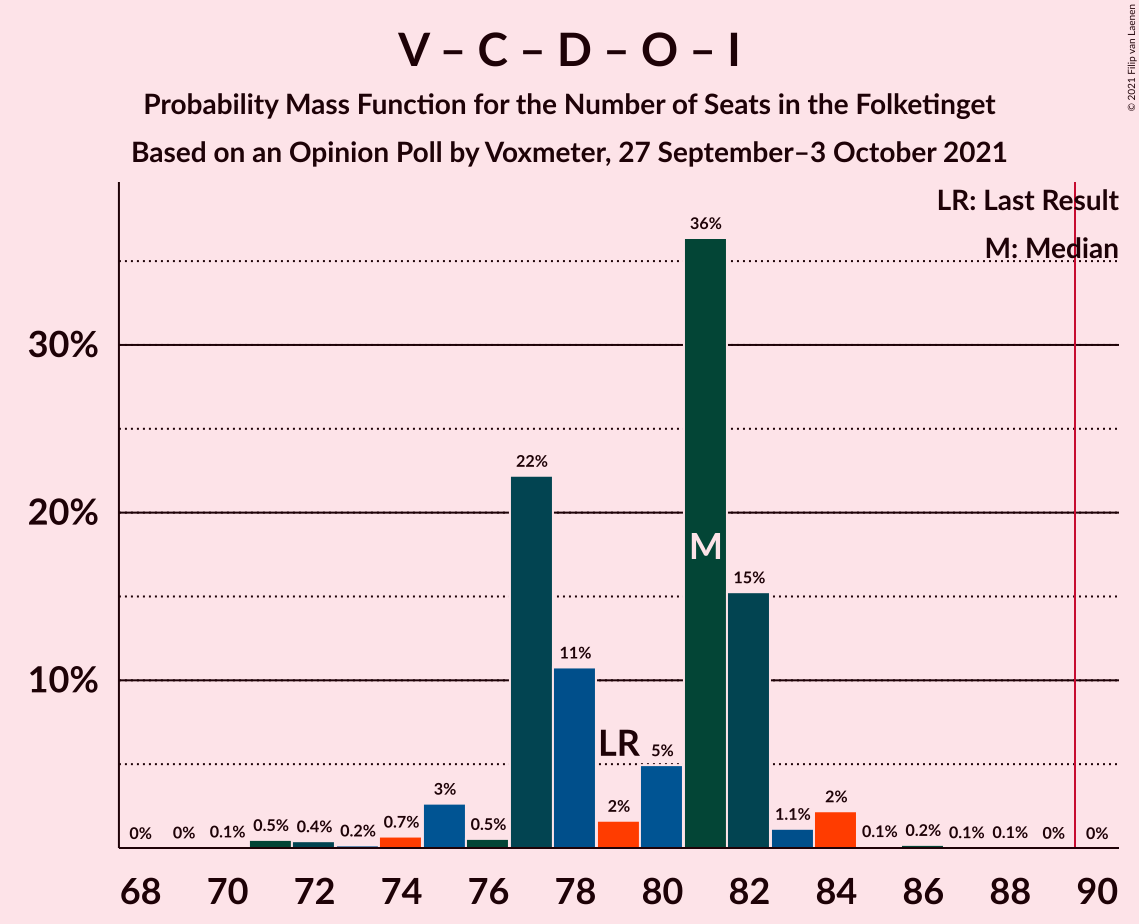 V – C – D – O – I
Probability Mass Function for the Number of Seats in the Folketinget
Based on an Opinion Poll by Voxmeter, 27 September–3 October 2021
© 2021 Filip van Laenen
LR: Last Result
M: Median
30%
20%
10%
0% 0% 0.1% 0.5% 0.4% 0.2% 0.7% 3% 0.5% 22% 11% 2% 5% 36% 15% 1.1% 2% 0.1% 0.2% 0.1% 0.1% 0% 0%
LR
M
68 70 72 74 76 78 80 82 84 86 88 90